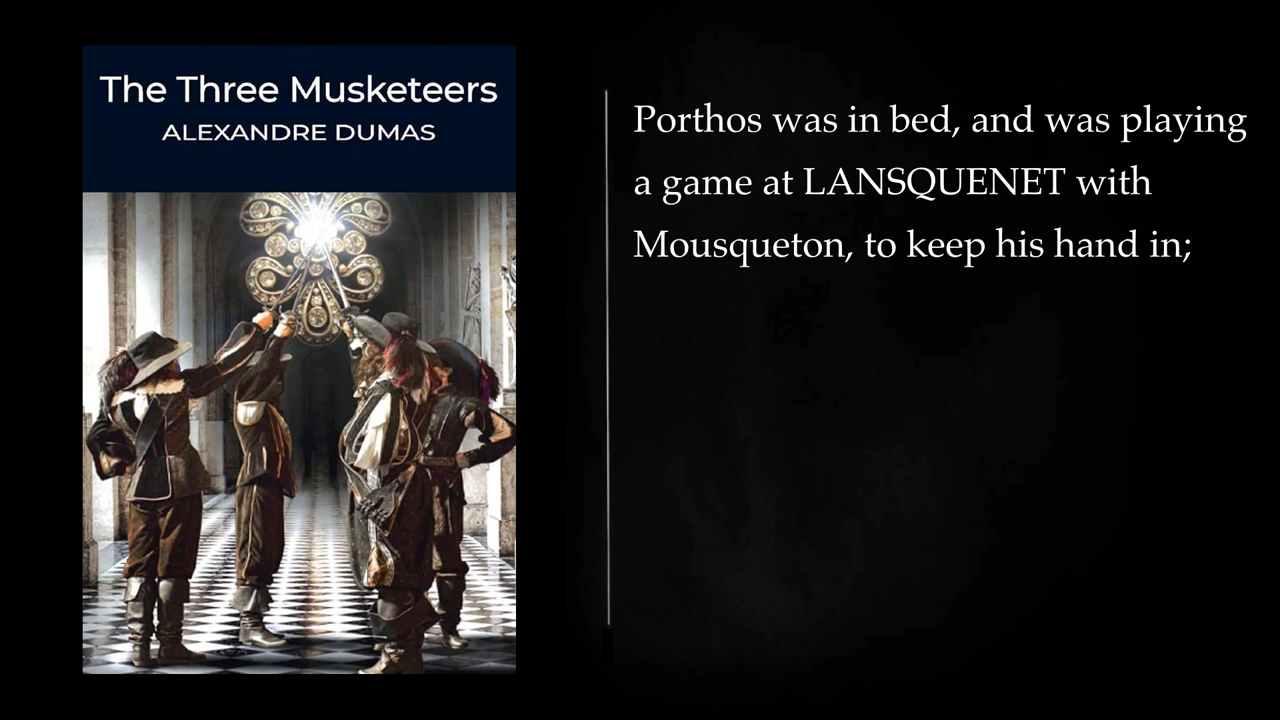 The Three Musketeers
ALEXANDRE DUMAS
Porthos was in bed, and was playing
a game at LANSQUENET with
Mousqueton, to keep his hand in;